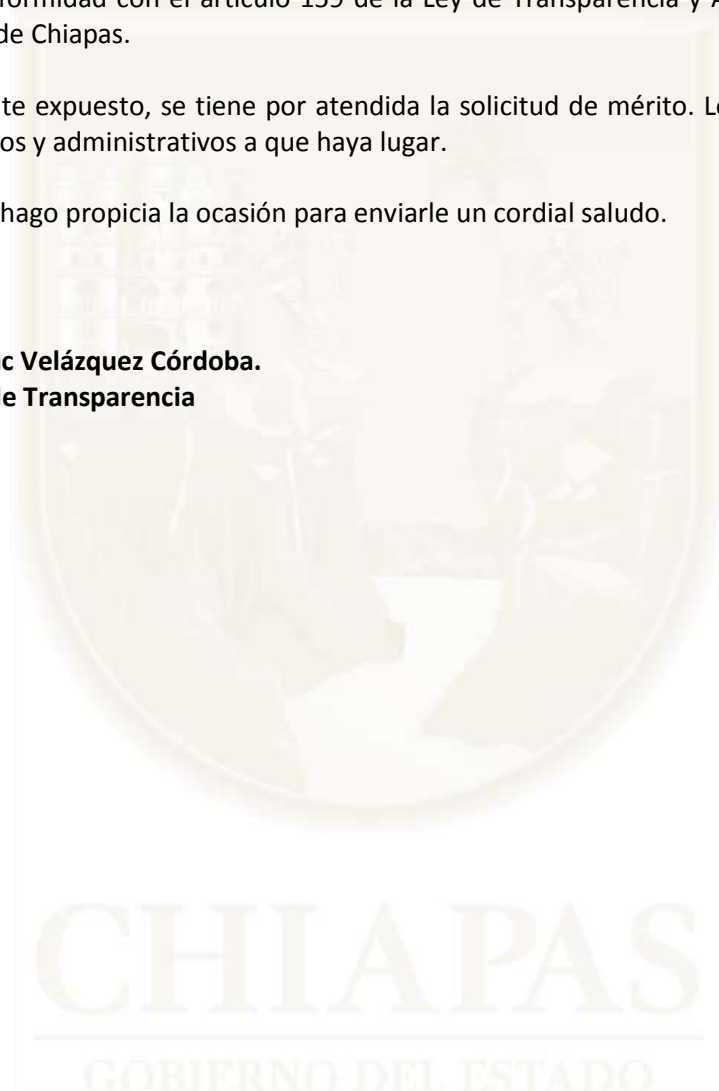 formidad con el artículo 159 de la Ley de Transparencia y A
de Chiapas.
te expuesto, se tiene por atendida la solicitud de mérito. L
os y administrativos a que haya lugar.
hago propicia la ocasión para enviarle un cordial saludo.
c Velázquez Córdoba.
de Transparencia
CHIAPAS
GOBIERNO DEL ESTADO